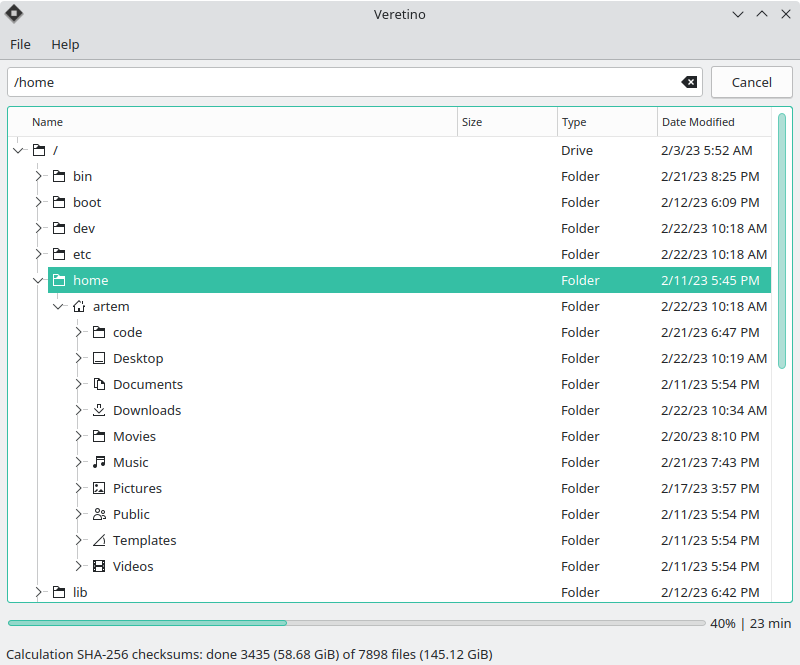 Veretino
File Help
/home Cancel
Name Size Type Date Modified
/ Drive 2/3/23 5:52 AM
bin Folder 2/21/23 8:25 PM
boot Folder 2/12/23 6:09 PM
dev Folder 2/22/23 10:18 AM
etc Folder 2/22/23 10:18 AM
home Folder 2/11/23 5:45 PM
artem Folder 2/22/23 10:18 AM
code Folder 2/21/23 6:47 PM
Desktop Folder 2/22/23 10:19 AM
Documents Folder 2/11/23 5:54 PM
Downloads Folder 2/22/23 10:34 AM
Movies Folder 2/20/23 8:10 PM
Music Folder 2/21/23 7:43 PM
Pictures Folder 2/17/23 3:57 PM
Public Folder 2/11/23 5:54 PM
Templates Folder 2/11/23 5:54 PM
Videos Folder 2/11/23 5:54 PM
lib Folder 2/12/23 6:42 PM
40% | 23 min
Calculation SHA-256 checksums: done 3435 (58.68 GiB) of 7898 files (145.12 GiB)